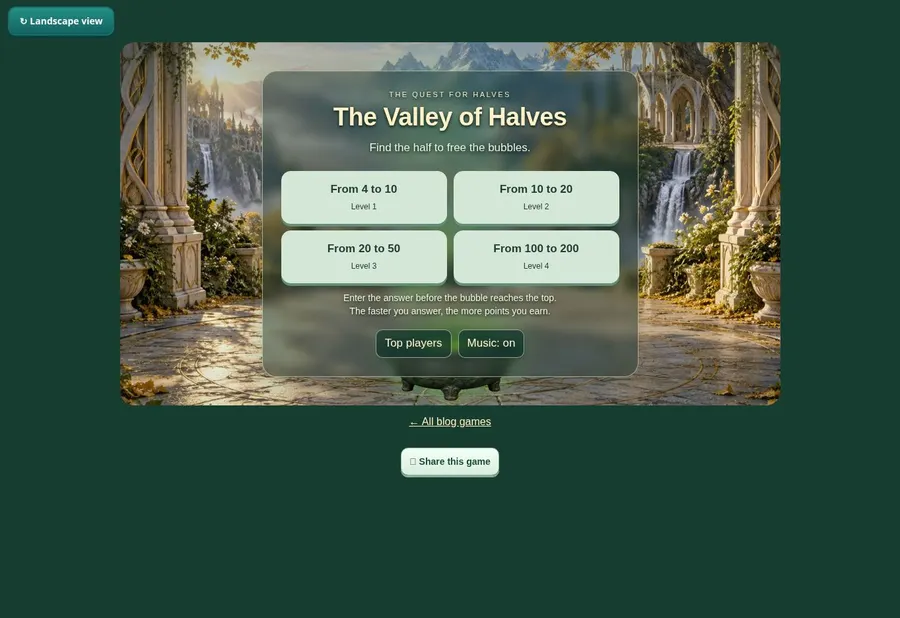 ↻ Landscape view
THE QUEST FOR HALVES
The Valley of Halves
Find the half to free the bubbles.
From 4 to 10
Level 1
From 10 to 20
Level 2
From 20 to 50
Level 3
From 100 to 200
Level 4
Enter the answer before the bubble reaches the top.
The faster you answer, the more points you earn.
Top players
Music: on
← All blog games
Share this game